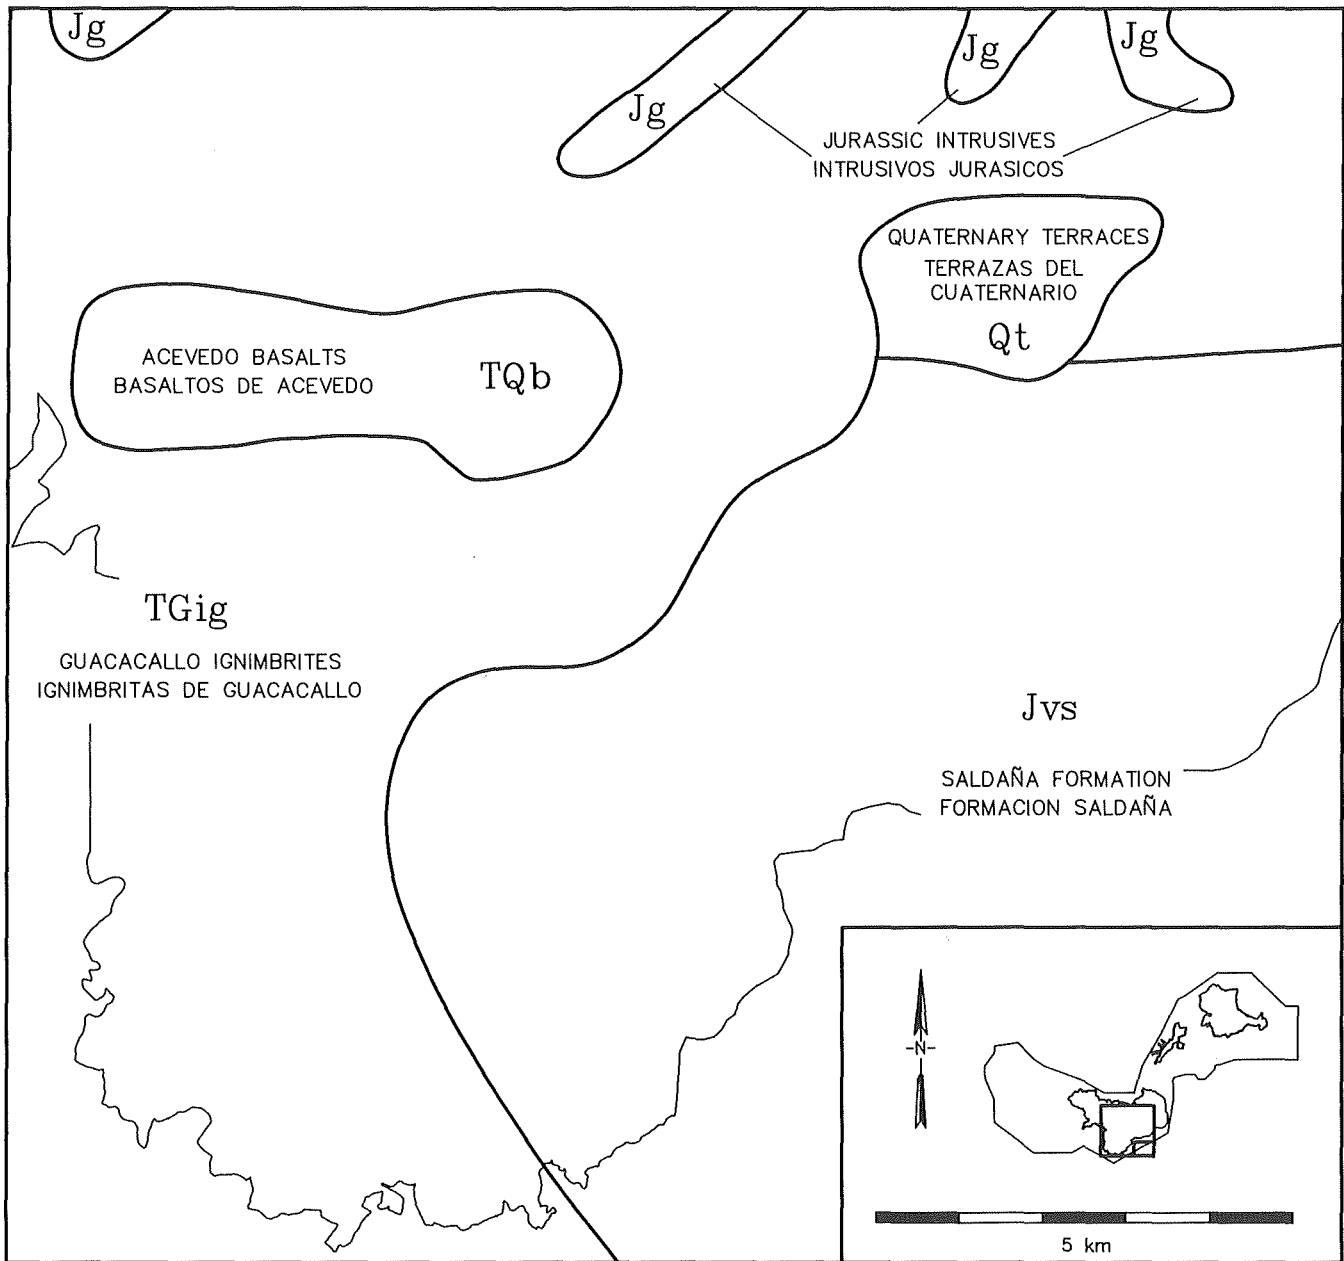 Jg
Jg
Jg
Jg
JURASSIC INTRUSIVES
INTRUSIVOS JURASICOS
QUATERNARY TERRACES
TERRAZAS DEL
CUATERNARIO
Qt
ACEVEDO BASALTS
BASALTOS DE ACEVEDO
TQb
TGig
GUACACALLO IGNIMBRITES
IGNIMBRITAS DE GUACACALLO
Jvs
SALDAÑA FORMATION
FORMACION SALDAÑA
-N-
5 km